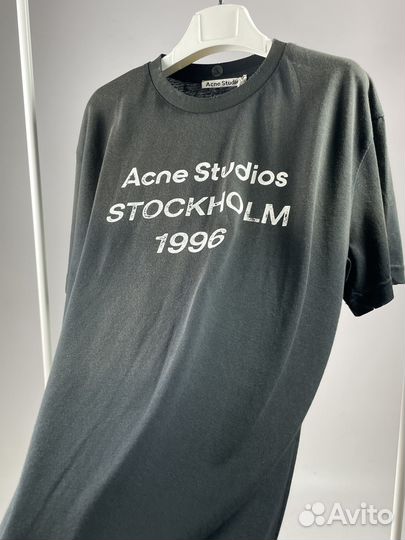 Acne Studios
Acne Studios
STOCKHOLM
1996
Avito